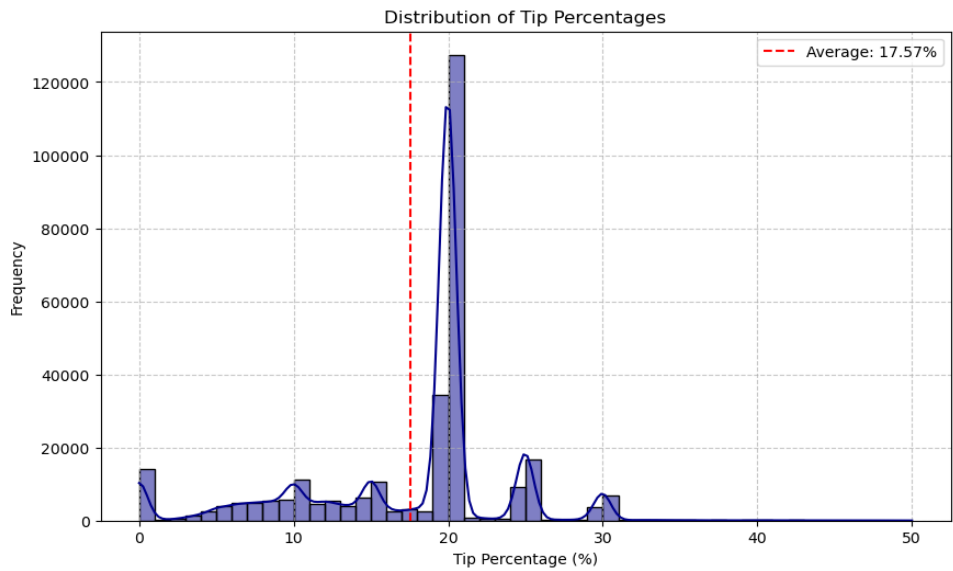 Distribution of Tip Percentages
Average: 17.57%
Frequency
120000
100000
80000
60000
40000
20000
0
0 10 20 30 40 50
Tip Percentage (%)